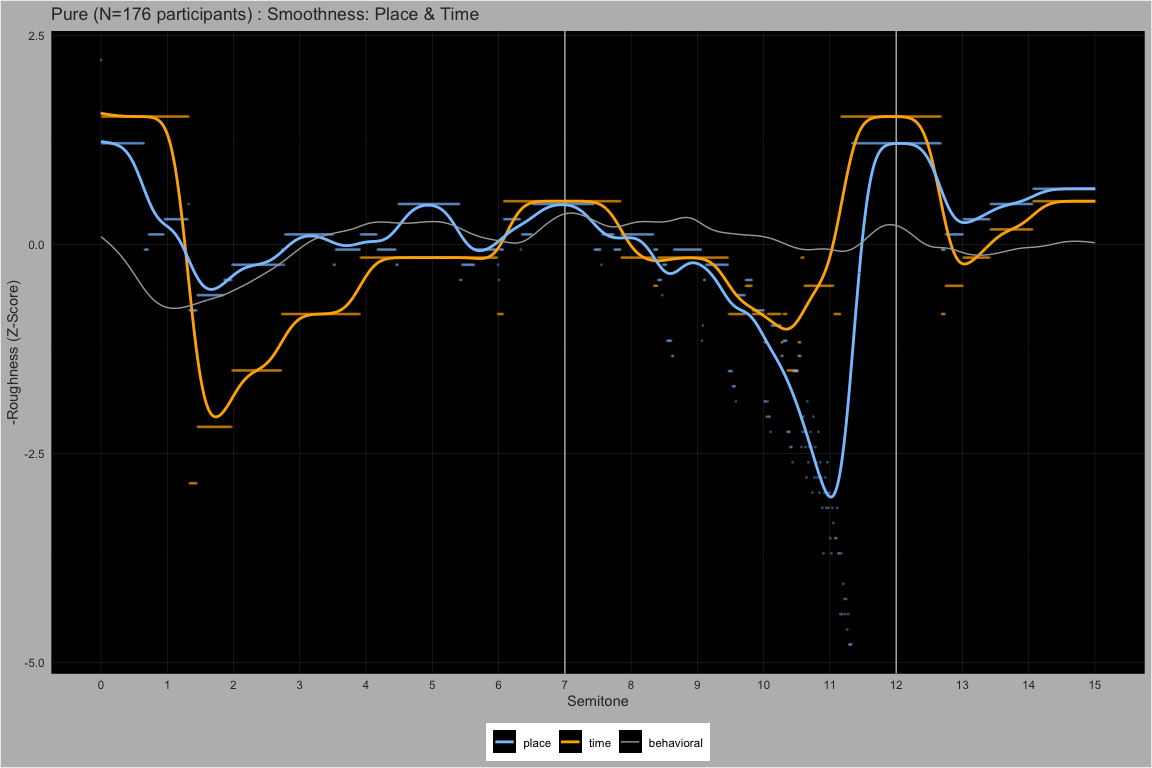 Pure (N=176 participants) : Smoothness: Place & Time
2.5
0.0
-2.5
-5.0
-Roughness (Z-Score)
0 1 2 3 4 5 6 7 8 9 10 11 12 13 14 15
Semitone
place time behavioral